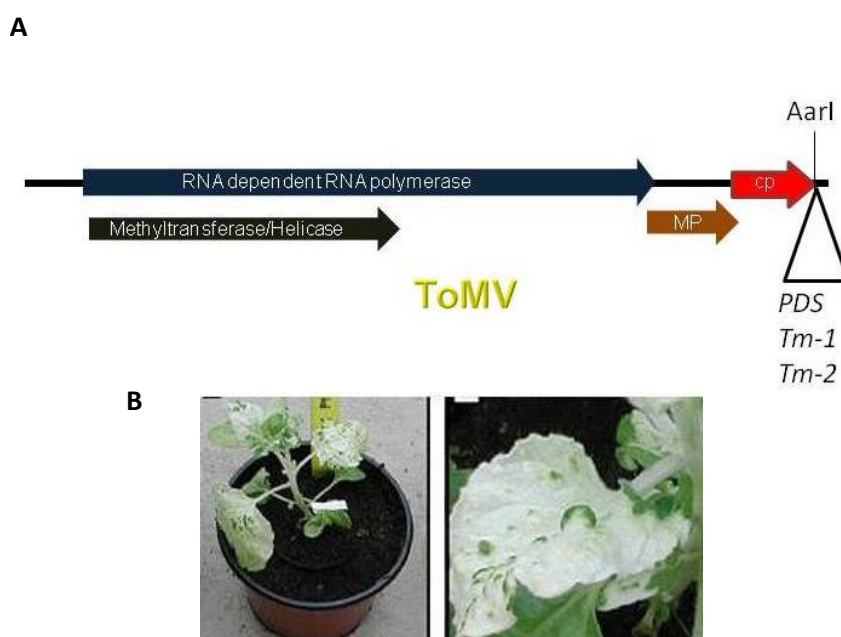 A
AarI
RNA dependent RNA polymerase
cp
Methyltransferase/Helicase
MP
ToMV
PDS
Tm-1
Tm-2
B